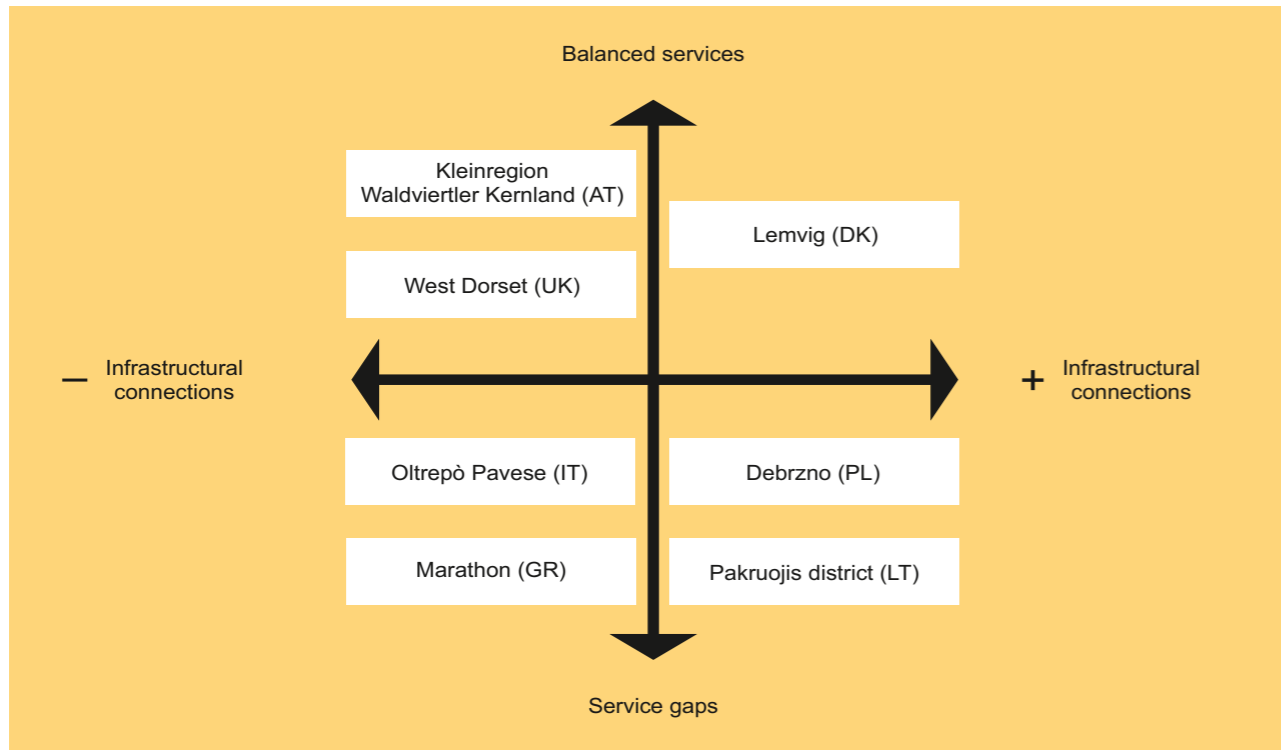 Balanced services
Kleinregion
Waldviertler Kernland (AT)
Lemvig (DK)
West Dorset (UK)
– Infrastructural
connections
+ Infrastructural
connections
Oltrepò Pavese (IT)
Debrzno (PL)
Marathon (GR)
Pakruojis district (LT)
Service gaps